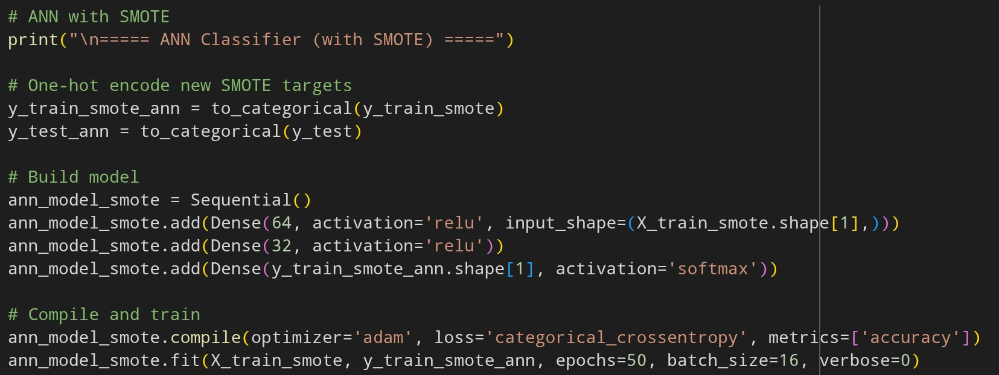 # ANN with SMOTE
print("\n===== ANN Classifier (with SMOTE) =====")
# One-hot encode new SMOTE targets
y_train_smote_ann = to_categorical(y_train_smote)
y_test_ann = to_categorical(y_test)
# Build model
ann_model_smote = Sequential()
ann_model_smote.add(Dense(64, activation='relu', input_shape=(X_train_smote.shape[1],)))
ann_model_smote.add(Dense(32, activation='relu'))
ann_model_smote.add(Dense(y_train_smote_ann.shape[1], activation='softmax'))
# Compile and train
ann_model_smote.compile(optimizer='adam', loss='categorical_crossentropy', metrics=['accuracy'])
ann_model_smote.fit(X_train_smote, y_train_smote_ann, epochs=50, batch_size=16, verbose=0)